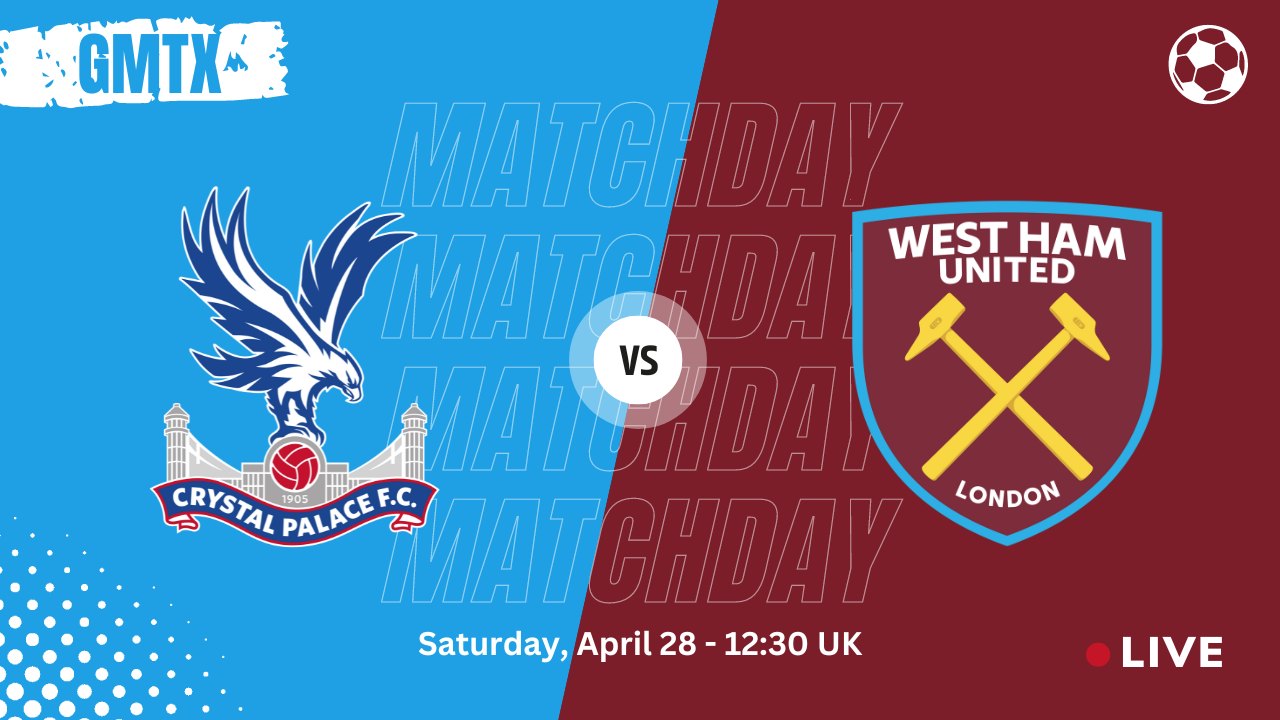 GMTX
MATCHDAY
MATCHDAY
MATCHDAY
MATCHDAY
WEST HAM
UNITED
VS
1905
CRYSTAL PALACE F.C.
LONDON
Saturday, April 28 - 12:30 UK
LIVE